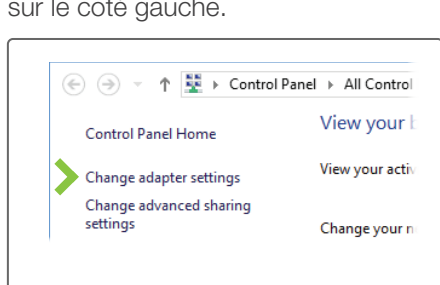 sur le côté gauche.
Control Panel
All Control
Control Panel Home
View your
Change adapter settings
View your
Change advanced sharing
settings
Change your